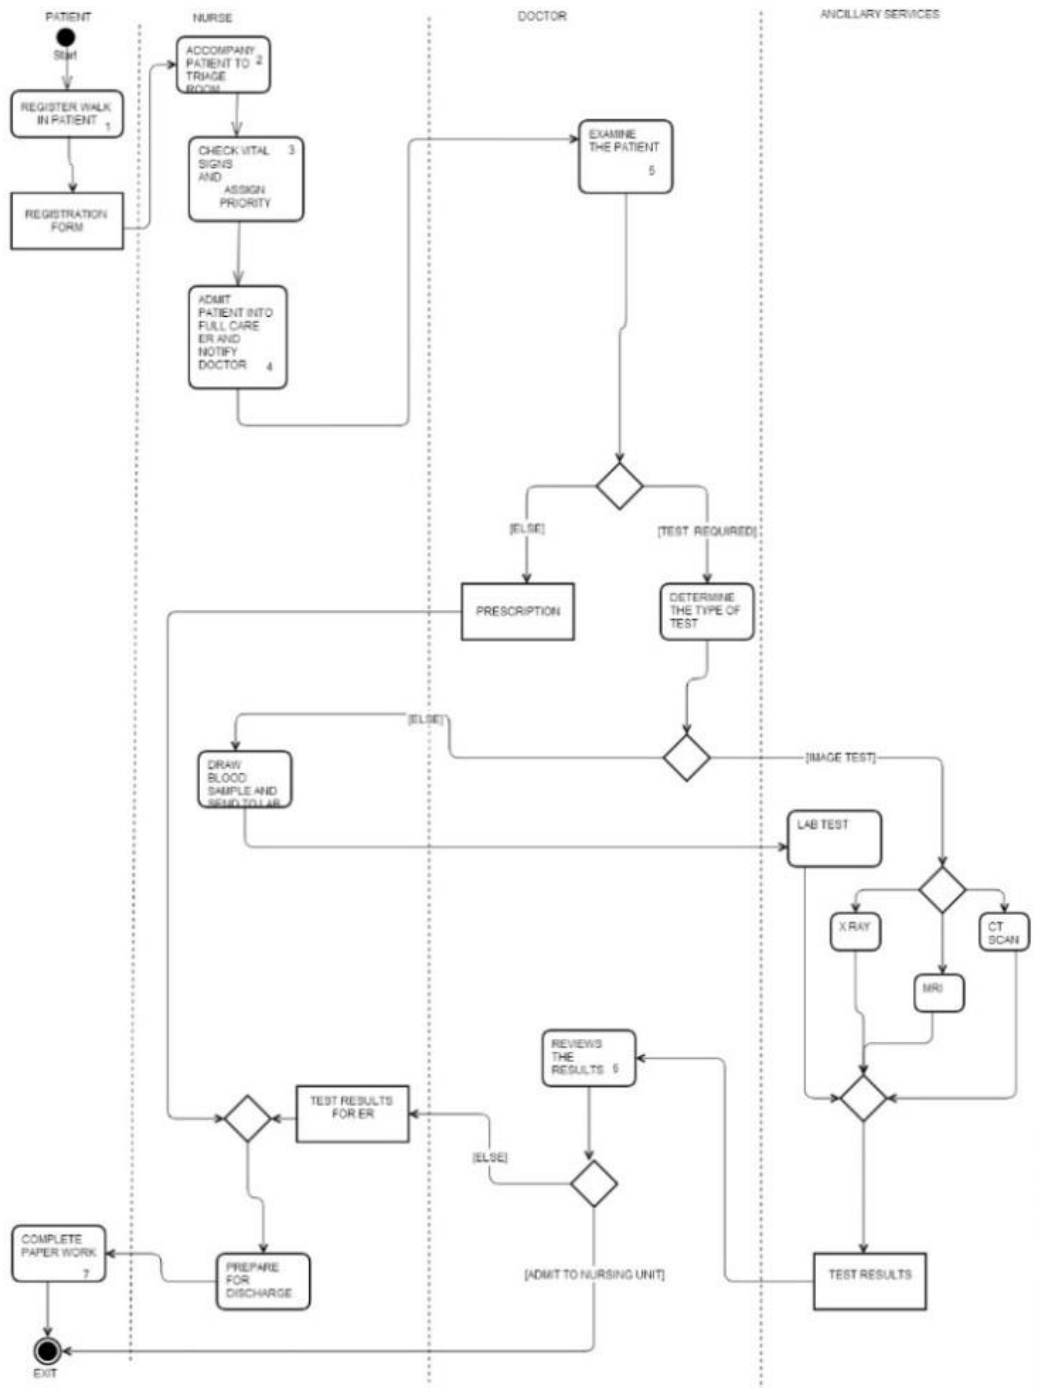 PATIENT
NURSE
DOCTOR
ANCILLARY SERVICES
Start
REGISTER WALK
IN PATIENT
1
REGISTRATION
FORM
ACCOMPANY
PATIENT TO
2
TRIAGE
ROOM
CHECK VITAL
3
SIGNS
AND
ASSIGN
PRIORITY
ADMIT
PATIENT INTO
FULL CARE
ER AND
NOTIFY
DOCTOR
4
EXAMINE
THE PATIENT
5
[ELSE]
[TEST REQUIRED]
PRESCRIPTION
DETERMINE
THE TYPE OF
TEST
[ELSE]
[IMAGE TEST]
DRAW
BLOOD
SAMPLE AND
SEND TO LAB
LAB TEST
X RAY
CT
SCAN
MRI
REVIEWS
THE
RESULTS 6
TEST RESULTS
FOR ER
[ELSE]
COMPLETE
PAPER WORK
7
PREPARE
FOR
DISCHARGE
[ADMIT TO NURSING UNIT]
TEST RESULTS
EXIT